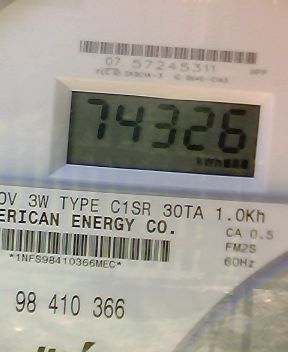 07 57245311
74326
kWh
0V 3W TYPE C1SR 30TA 1.0Kh
ERICAN ENERGY CO.
CA 0.5
FM2S
*1NFS98410366MEC*
60Hz
98 410 366